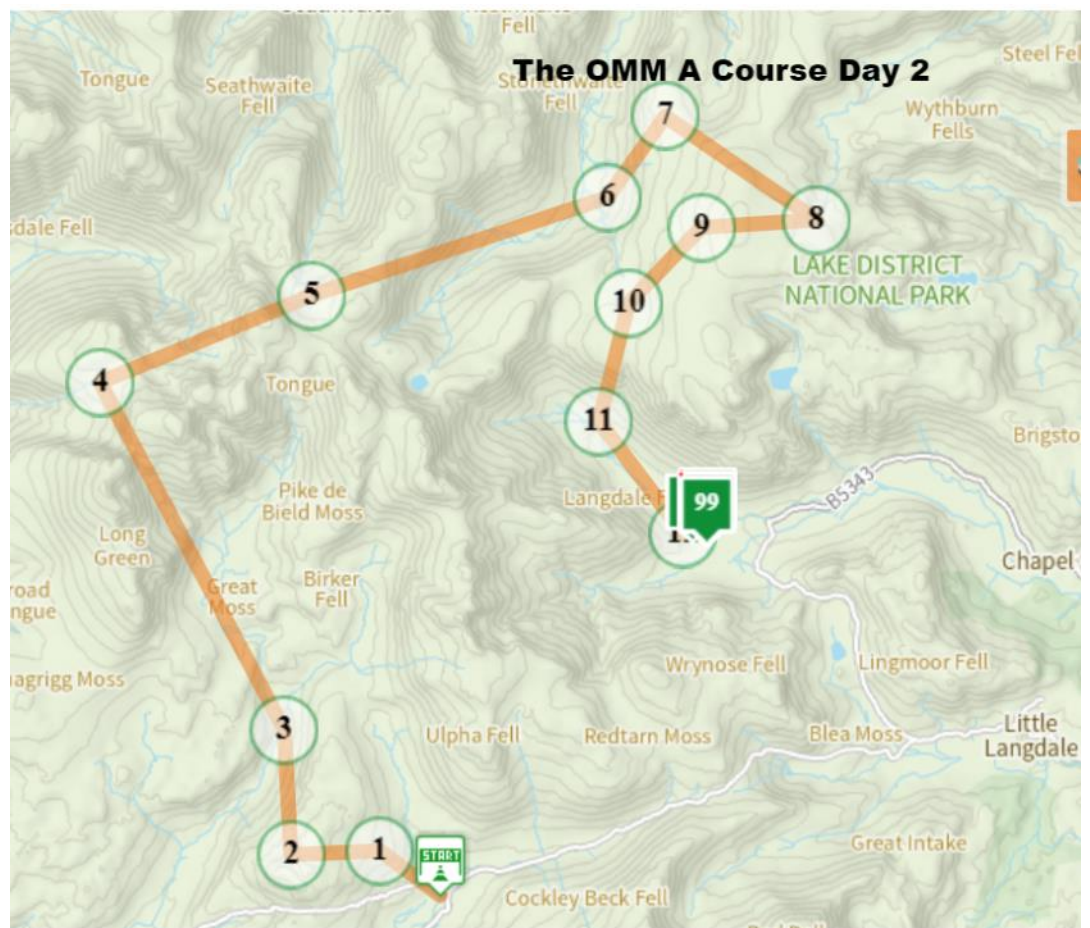 Fell
The OMM A Course Day 2
Steel Fel
Tongue
Seathwaite
Fell
Stonethwaite
Fell
7
Wythburn
Fells
6
sdale Fell
9
8
5
LAKE DISTRICT
NATIONAL PARK
10
4
Tongue
11
Brigsto
B5343
Pike de
Bield Moss
Langdale F
99
Long
Green
Chapel
road
ngue
Great
Moss
Birker
Fell
agrigg Moss
Wrynose Fell
Lingmoor Fell
3
Ulpha Fell
Redtarn Moss
Blea Moss
Little
Langdale
2
1
START
Great Intake
Cockley Beck Fell